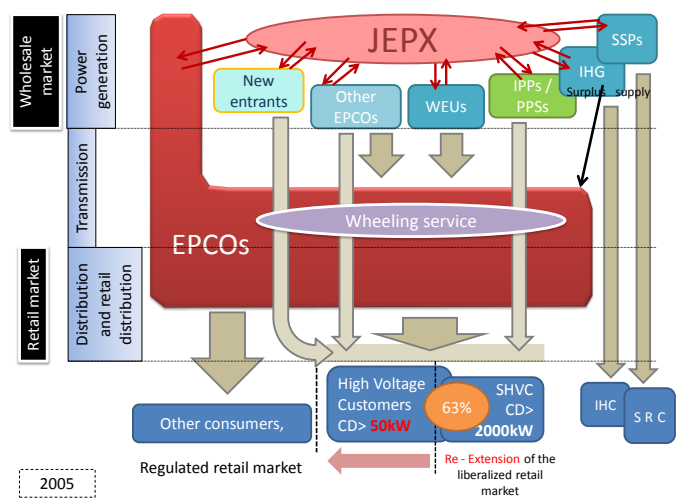 Wholesale market
Power
generation
JEPX
SSPs
IHG
Surplus supply
New
entrants
Other
EPCOs
WEUs
IPPs /
PPSs
Transmission
Wheeling service
EPCOs
Retail market
Distribution
and retail
distribution
High Voltage
Customers
CD> 50kW
63%
SHVC
CD>
2000kW
IHC
S R C
Other consumers,
Regulated retail market
Re - Extension of the
liberalized retail
market
2005